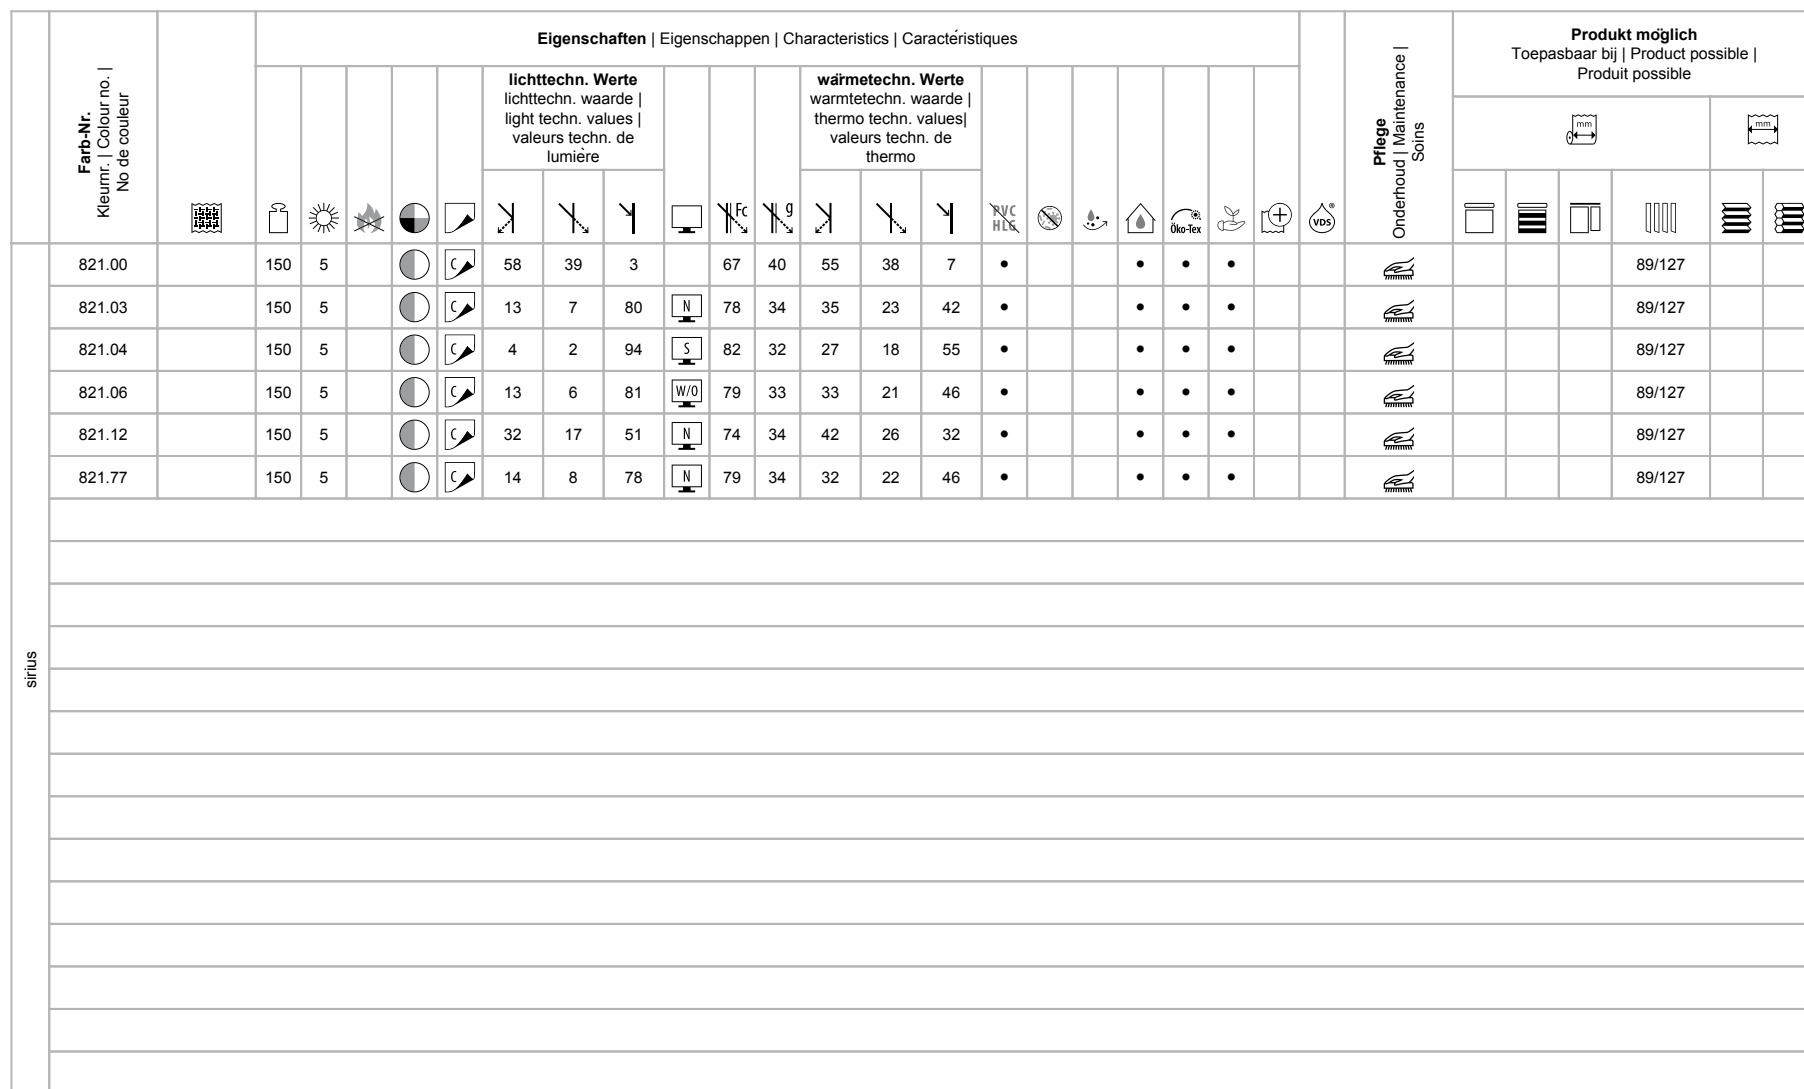 Eigenschaften | Eigenschappen | Characteristics | Caractéristiques
Produkt möglich
Toepasbaar bij | Product possible |
Produit possible
Farb-Nr.
Kleurnr. | Colour no. |
No de couleur
lichttechn. Werte
lichttechn. waarde |
light techn. values |
valeurs techn. de
lumière
wärmetechn. Werte
warmtetechn. waarde |
thermo techn. values|
valeurs techn. de
thermo
Pflege
Onderhoud | Maintenance |
Soins
mm mm
Fc g PVC HLG Öko-Tex VDS®
821.00 150 5 C 58 39 3 67 40 55 38 7 • • • • 89/127
821.03 150 5 C 13 7 80 N 78 34 35 23 42 • • • • 89/127
821.04 150 5 C 4 2 94 S 82 32 27 18 55 • • • • 89/127
821.06 150 5 C 13 6 81 W/O 79 33 33 21 46 • • • • 89/127
821.12 150 5 C 32 17 51 N 74 34 42 26 32 • • • • 89/127
821.77 150 5 C 14 8 78 N 79 34 32 22 46 • • • • 89/127
sirius